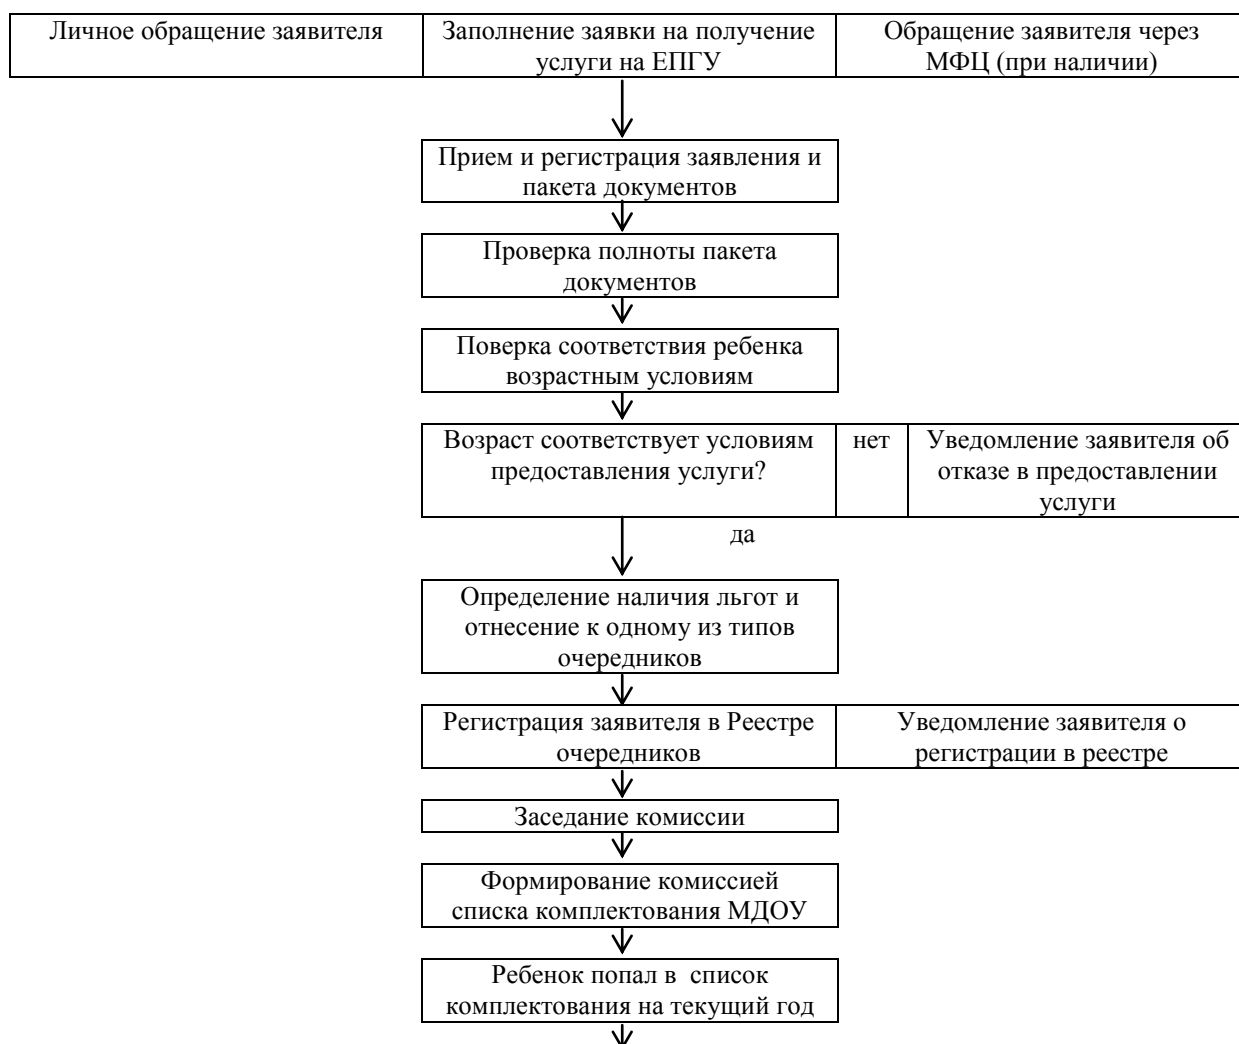 Личное обращение заявителя
Заполнение заявки на получение
услуги на ЕПГУ
Обращение заявителя через
МФЦ (при наличии)
Прием и регистрация заявления и
пакета документов
Проверка полноты пакета
документов
Поверка соответствия ребенка
возрастным условиям
Возраст соответствует условиям
предоставления услуги?
нет
Уведомление заявителя об
отказе в предоставлении
услуги
да
Определение наличия льгот и
отнесение к одному из типов
очередников
Регистрация заявителя в Реестре
очередников
Уведомление заявителя о
регистрации в реестре
Заседание комиссии
Формирование комиссией
списка комплектования МДОУ
Ребенок попал в  список
комплектования на текущий год